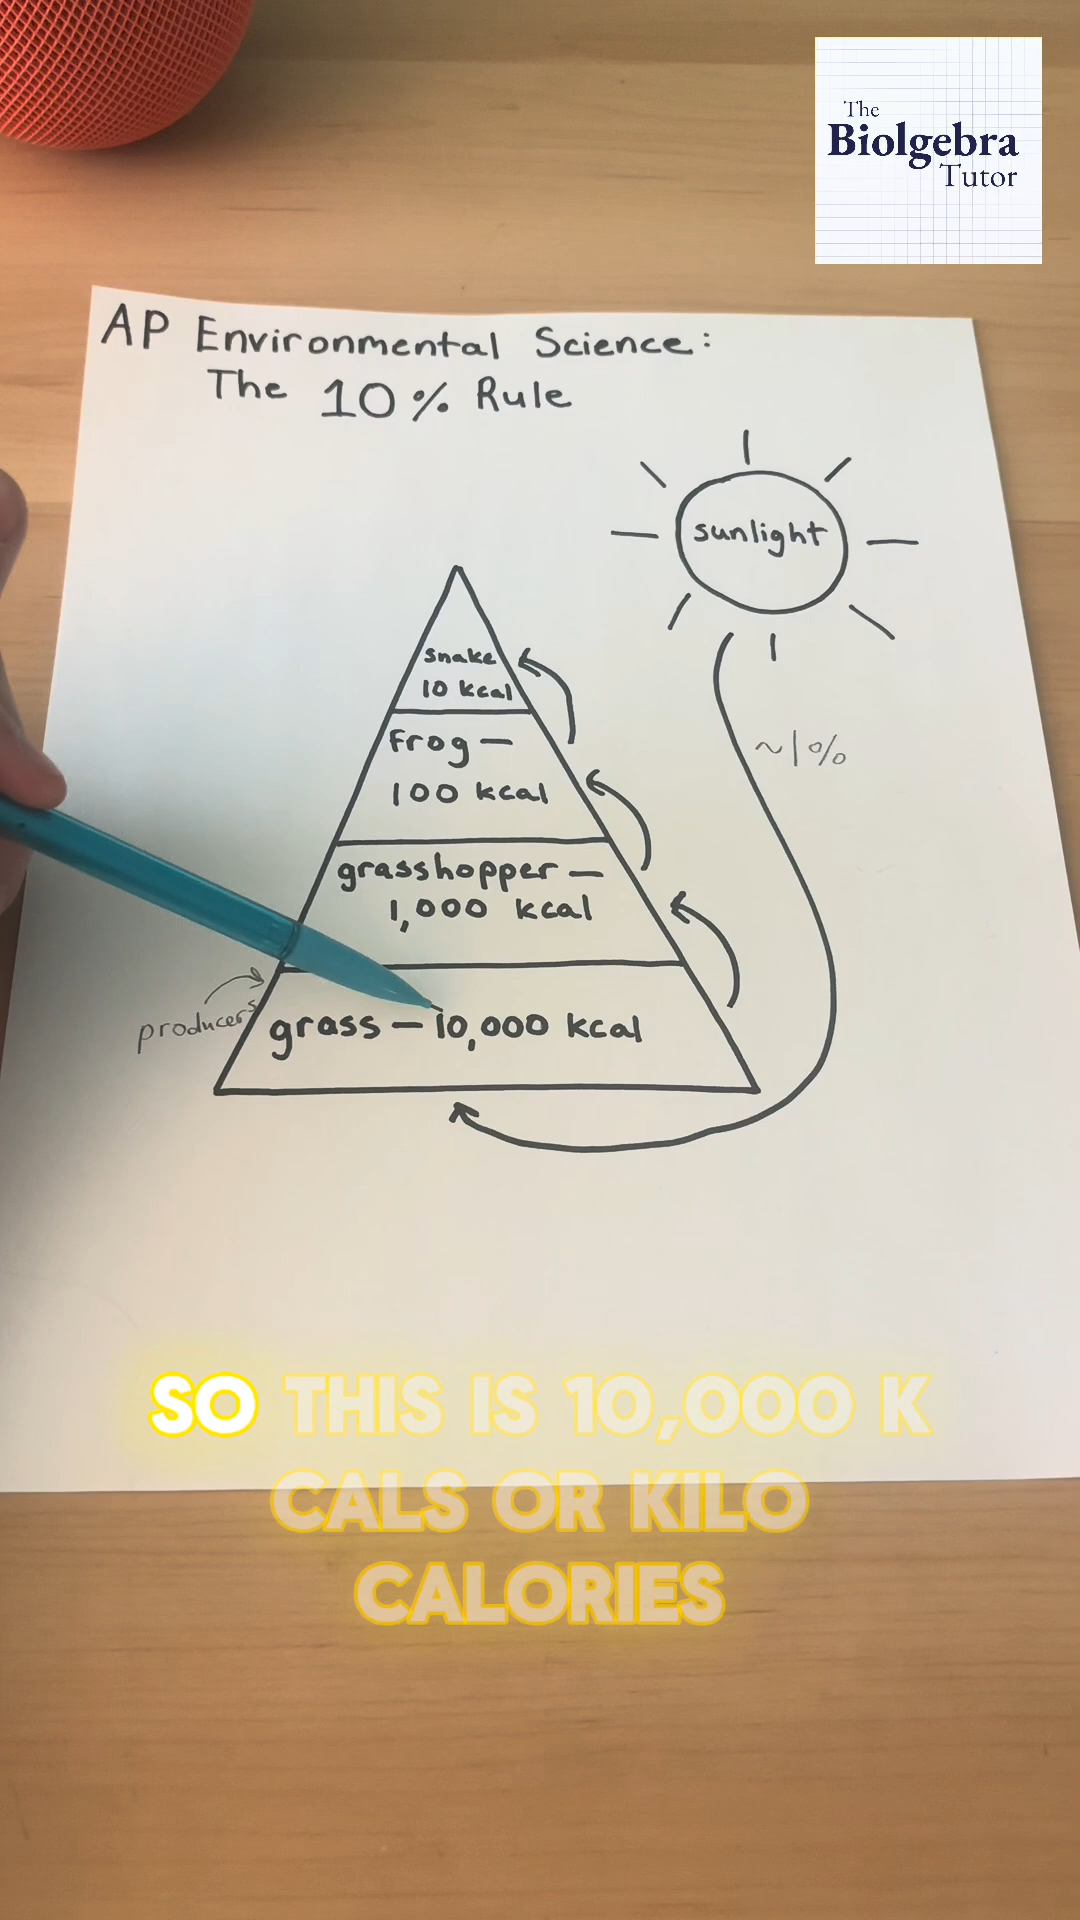 The
Biolgebra
Tutor
AP Environmental Science:
The 10% Rule
sunlight
snake
10 kcal
~1%
Frog —
100 kcal
grasshopper —
1,000 kcal
producers
grass — 10,000 kcal
SO THIS IS 10,000 K
CALS OR KILO
CALORIES